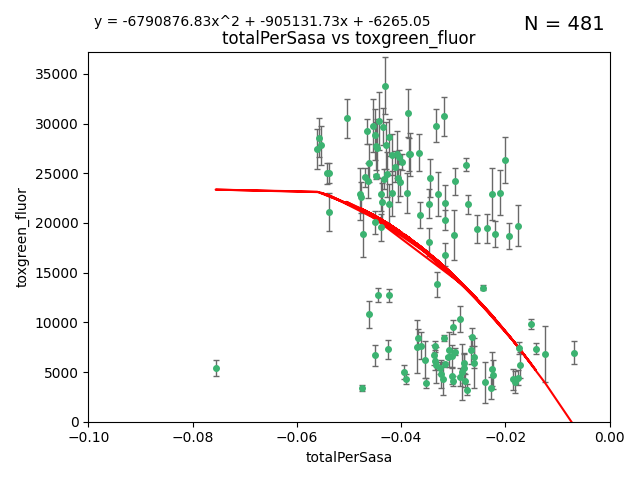 y = -6790876.83x^2 + -905131.73x + -6265.05
N = 481
totalPerSasa vs toxgreen_fluor
35000
30000
25000
20000
15000
10000
5000
0
toxgreen_fluor
−0.10
−0.08
−0.06
−0.04
−0.02
0.00
totalPerSasa